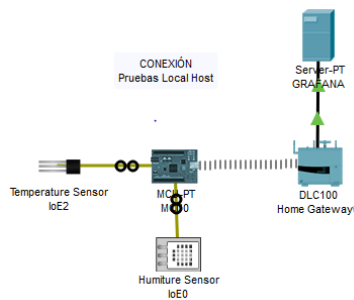 CONEXIÓN
Pruebas Local Host
Server-PT
GRAFANA
Temperature Sensor
IoE2
DLC100
Home Gateway
Humiture Sensor
IoE0